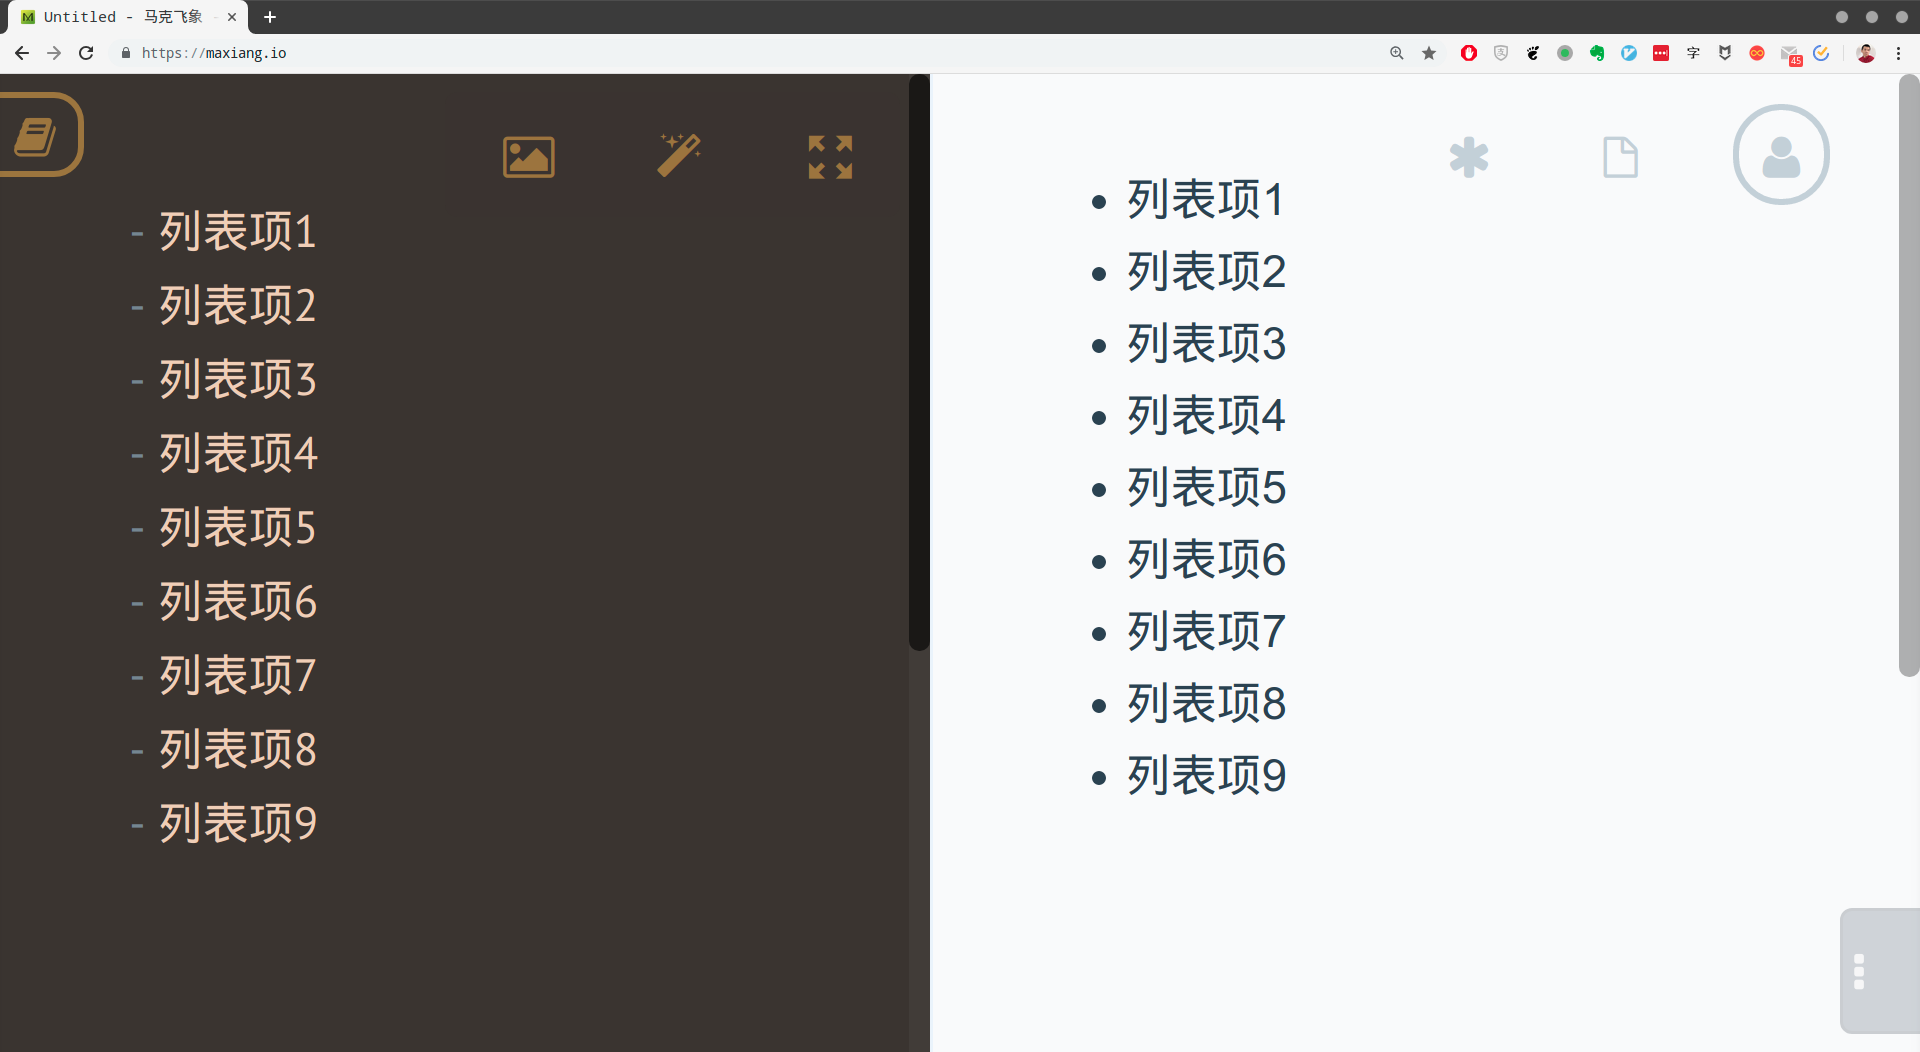 Untitled - 马克飞象 -
https://maxiang.io
字
45
- 列表项1
- 列表项2
- 列表项3
- 列表项4
- 列表项5
- 列表项6
- 列表项7
- 列表项8
- 列表项9
• 列表项1
• 列表项2
• 列表项3
• 列表项4
• 列表项5
• 列表项6
• 列表项7
• 列表项8
• 列表项9